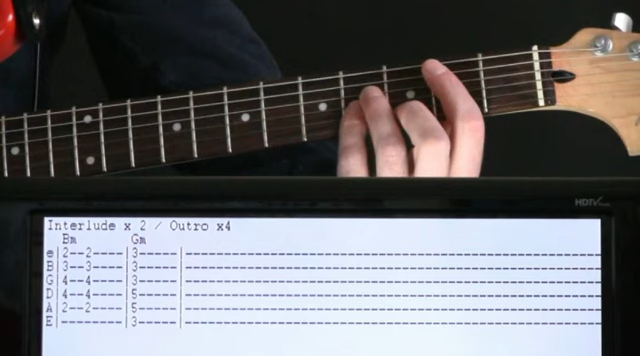 HDTV
Interlude x 2 / Outro x4
Bm Gm
e|2--2-----|3------|---------------------------------------------------
B|3--3-----|3------|---------------------------------------------------
G|4--4-----|3------|---------------------------------------------------
D|4--4-----|5------|---------------------------------------------------
A|2--2-----|5------|---------------------------------------------------
E|---------|3------|---------------------------------------------------